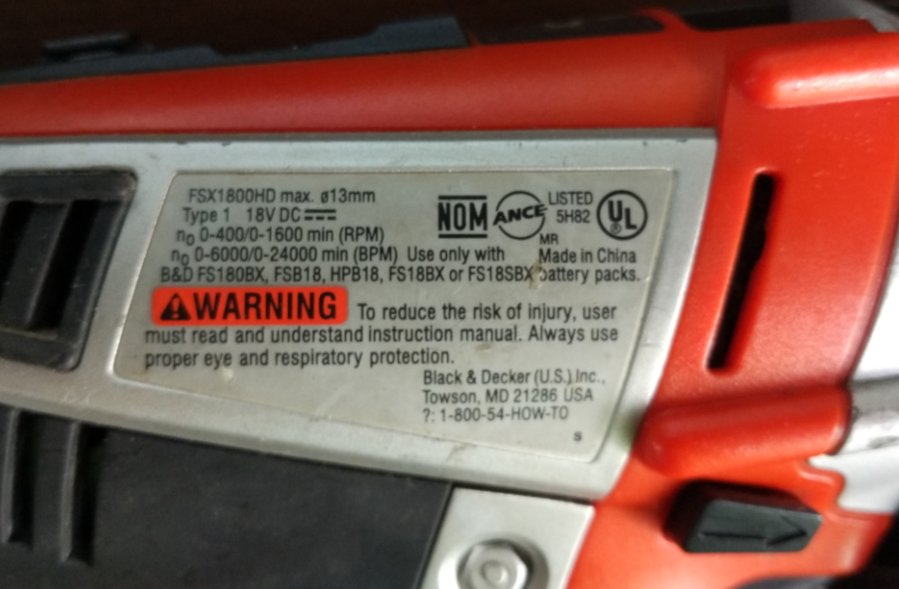 FSX1800HD max. ø13mm
Type 1 18V DC ⎓
n₀ 0-400/0-1600 min (RPM)
n₀ 0-6000/0-24000 min (BPM) Use only with
B&D FS180BX, FSB18, HPB18, FS18BX or FS18SBX battery packs.
NOM ANCE LISTED 5H82 UL
MR
Made in China
WARNING To reduce the risk of injury, user
must read and understand instruction manual. Always use
proper eye and respiratory protection.
Black & Decker (U.S.) Inc.,
Towson, MD 21286 USA
?: 1-800-54-HOW-TO
s